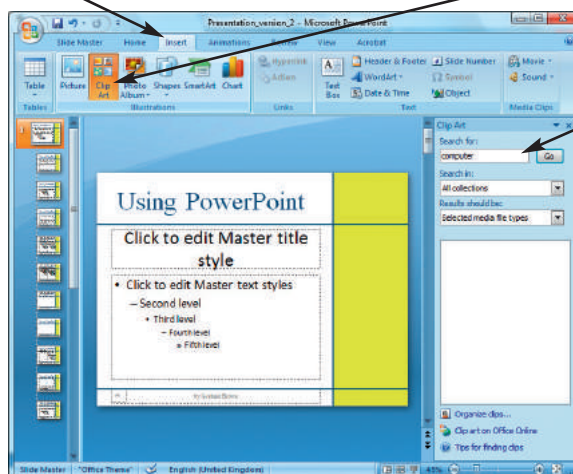 Presentation_version_2 - Microsoft PowerPoint
Slide Master Home Insert Animations Review View Acrobat
Table
Picture Clip Art Photo Album Shapes SmartArt Chart
Hyperlink
Action
Text Box
Header & Footer
WordArt
Date & Time
Slide Number
Symbol
Object
Movie
Sound
Tables Illustrations Links Text Media Clips
1
Using PowerPoint
Click to edit Master title
style
• Click to edit Master text styles
– Second level
• Third level
– Fourth level
» Fifth level
Clip Art
Search for:
computer Go
Search in:
All collections
Results should be:
Selected media file types
Organize clips...
Clip art on Office Online
Tips for finding clips
Slide Master "Office Theme" English (United Kingdom) 45%